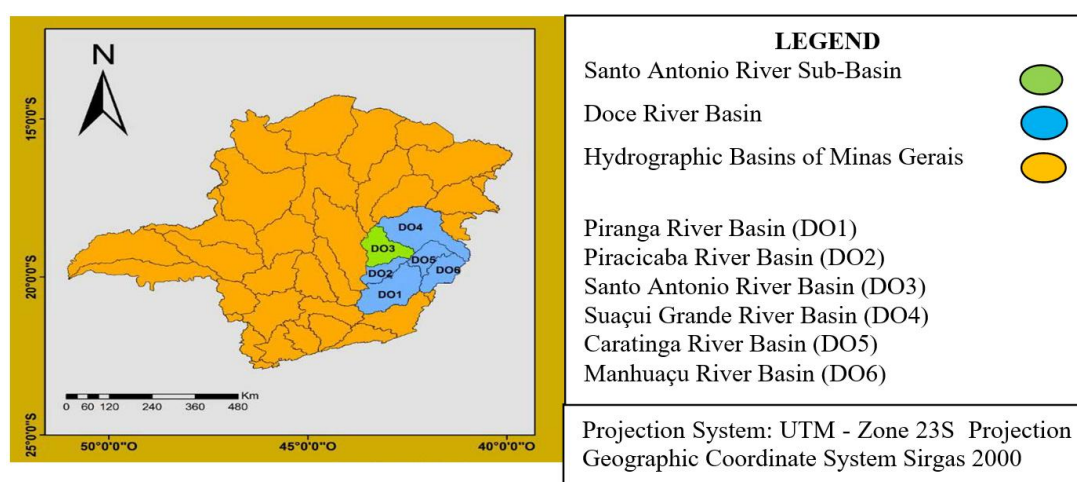 N
15°0'0"S
20°0'0"S
25°0'0"S
DO4
DO3
DO5
DO2
DO6
DO1
Km
0 60 120 240 360 480
50°0'0"O 45°0'0"O 40°0'0"O
LEGEND
Santo Antonio River Sub-Basin
Doce River Basin
Hydrographic Basins of Minas Gerais
Piranga River Basin (DO1)
Piracicaba River Basin (DO2)
Santo Antonio River Basin (DO3)
Suaçui Grande River Basin (DO4)
Caratinga River Basin (DO5)
Manhuaçu River Basin (DO6)
Projection System: UTM - Zone 23S Projection
Geographic Coordinate System Sirgas 2000